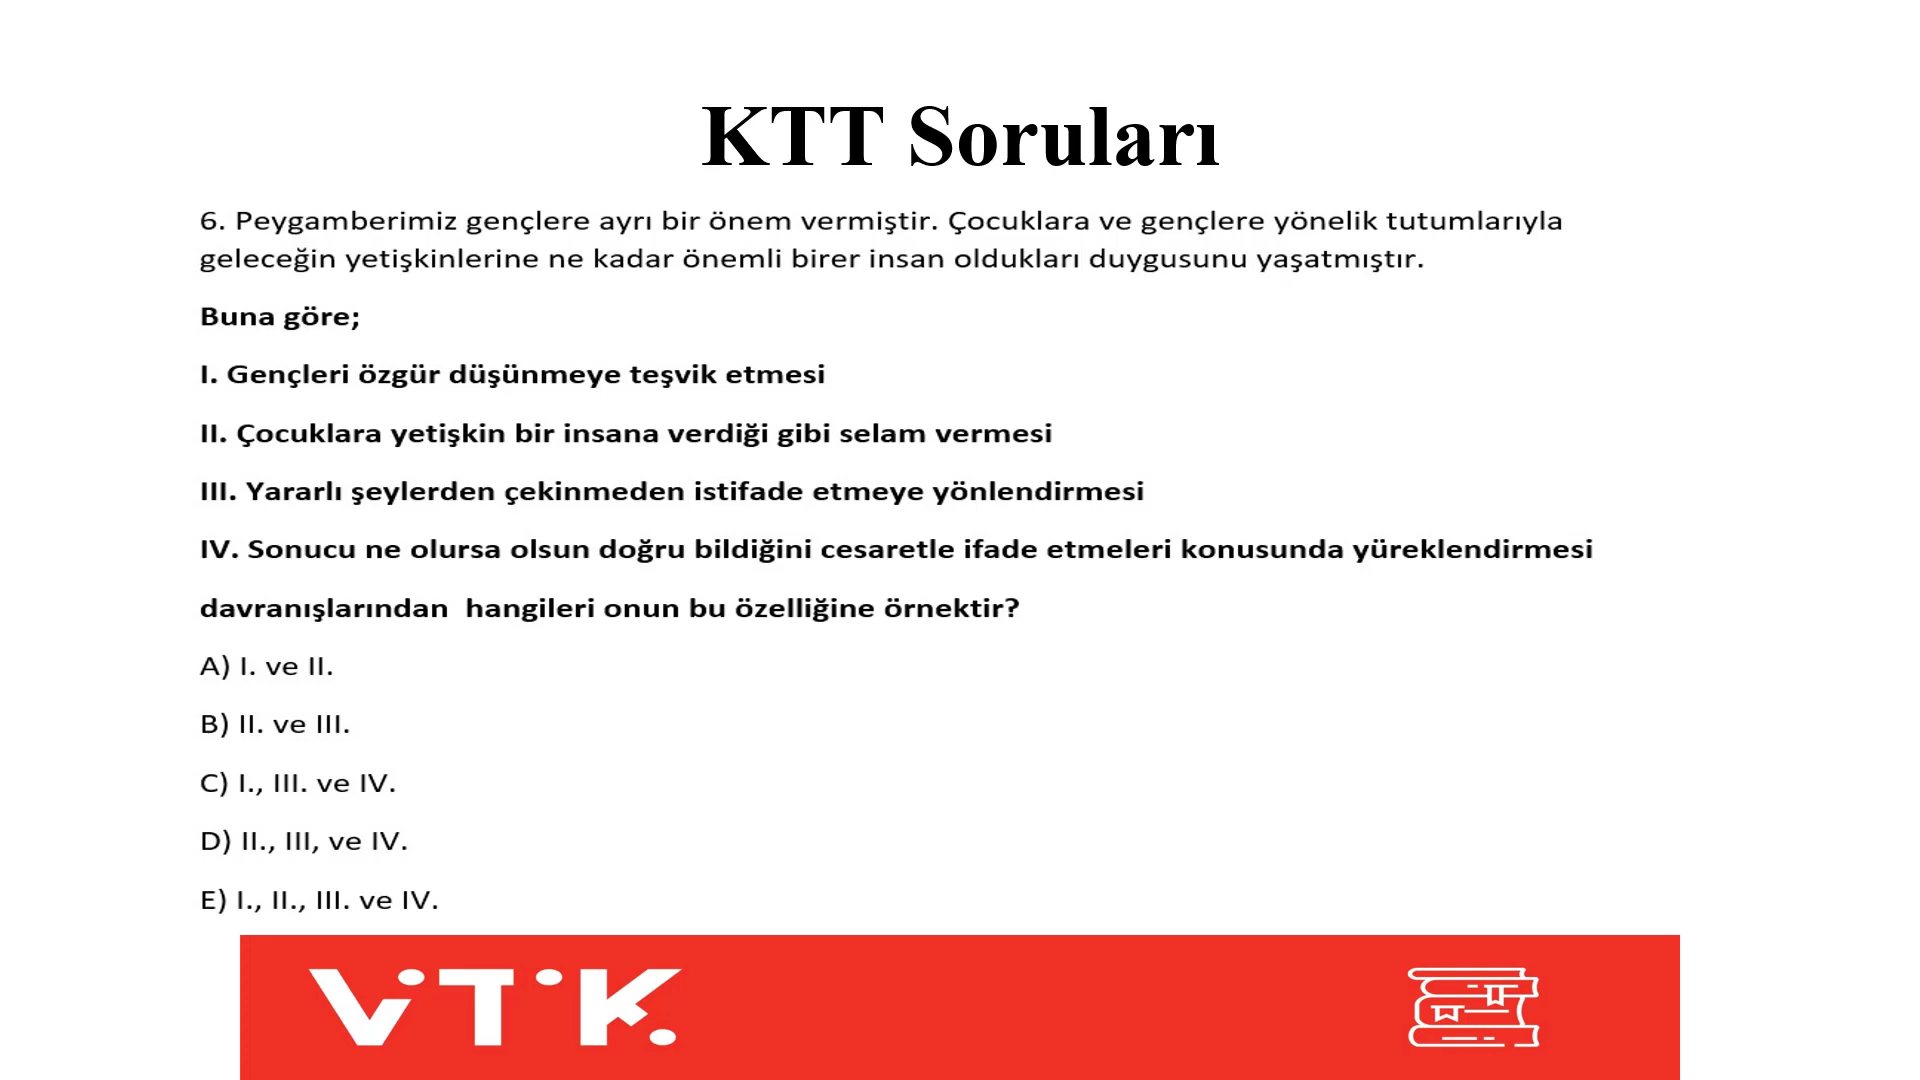 KTT Soruları
6. Peygamberimiz gençlere ayrı bir önem vermiştir. Çocuklara ve gençlere yönelik tutumlarıyla
geleceğin yetişkinlerine ne kadar önemli birer insan oldukları duygusunu yaşatmıştır.
Buna göre;
I. Gençleri özgür düşünmeye teşvik etmesi
II. Çocuklara yetişkin bir insana verdiği gibi selam vermesi
III. Yararlı şeylerden çekinmeden istifade etmeye yönlendirmesi
IV. Sonucu ne olursa olsun doğru bildiğini cesaretle ifade etmeleri konusunda yüreklendirmesi
davranışlarından  hangileri onun bu özelliğine örnektir?
A) I. ve II.
B) II. ve III.
C) I., III. ve IV.
D) II., III, ve IV.
E) I., II., III. ve IV.
VİTİK